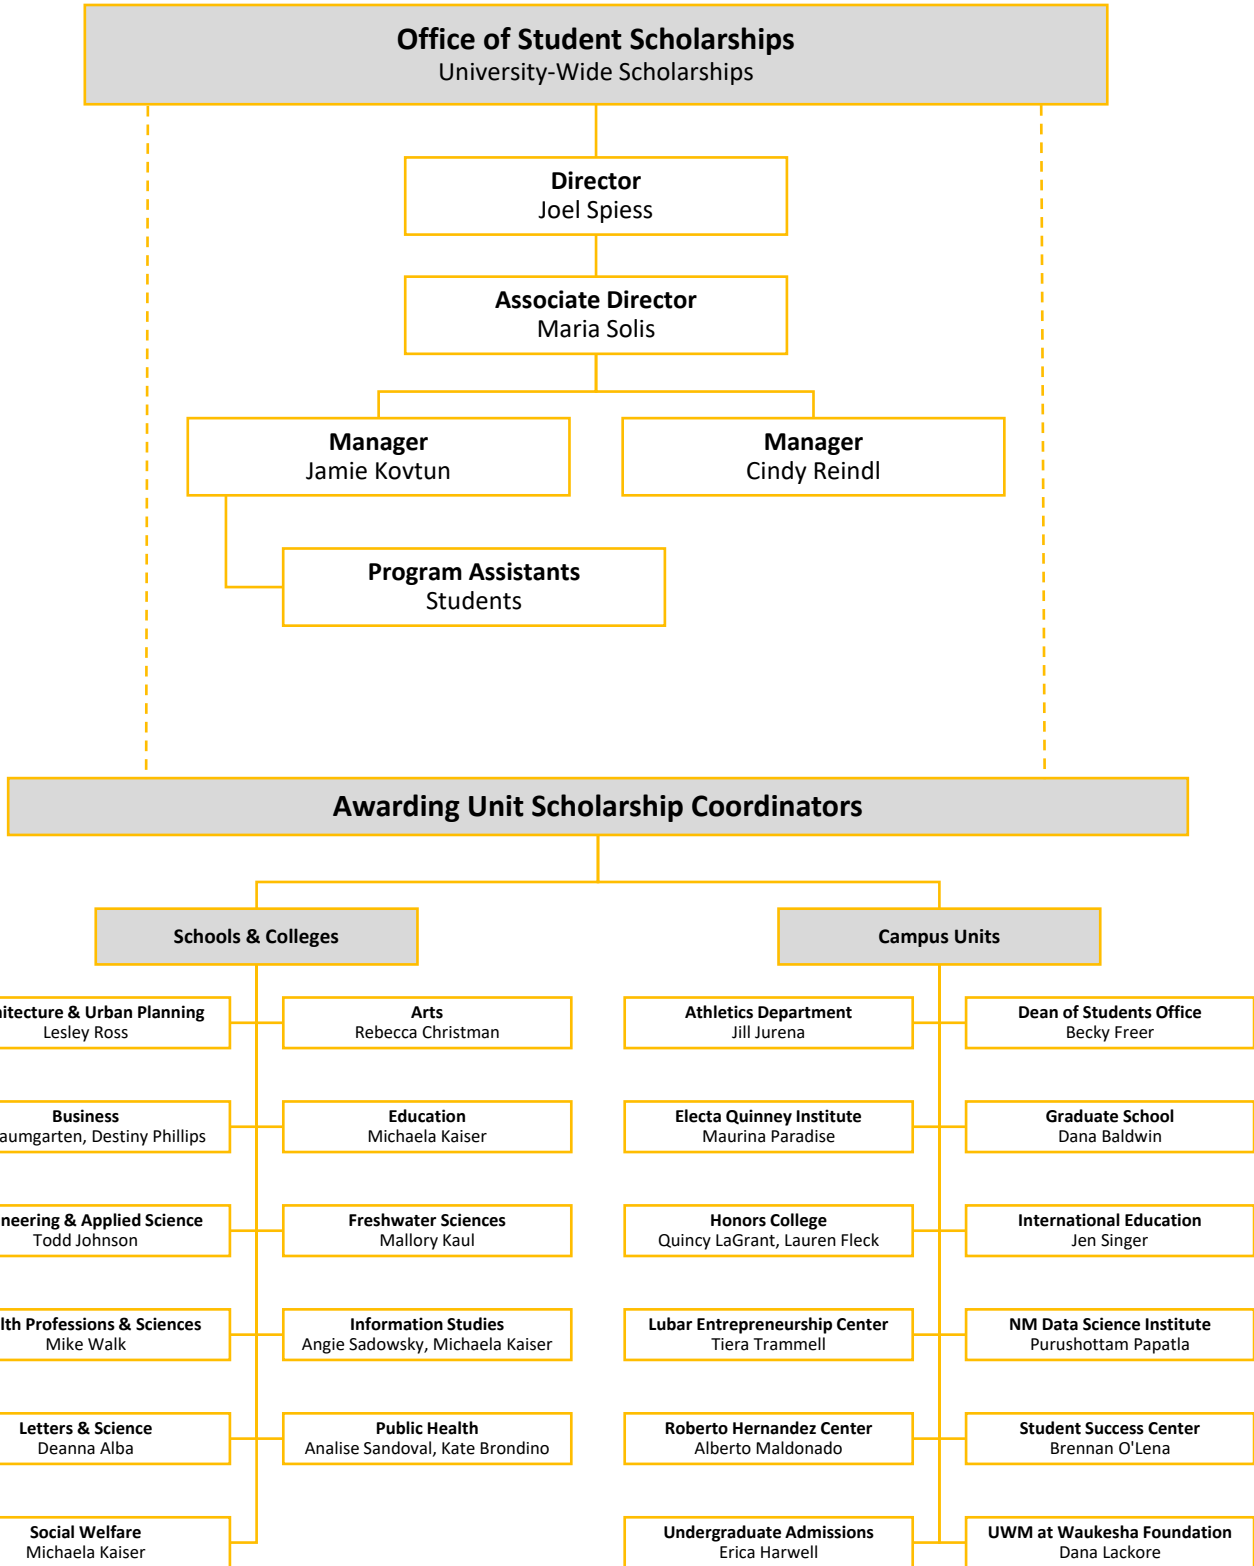 Office of Student Scholarships
University-Wide Scholarships
Director
Joel Spiess
Associate Director
Maria Solis
Manager
Jamie Kovtun
Manager
Cindy Reindl
Program Assistants
Students
Awarding Unit Scholarship Coordinators
Schools & Colleges
Campus Units
& Urban Planning
Lesley Ross
Arts
Rebecca Christman
Athletics Department
Jill Jurena
Dean of Students Office
Becky Freer
Business
Destiny Phillips
Education
Michaela Kaiser
Electa Quinney Institute
Maurina Paradise
Graduate School
Dana Baldwin
& Applied Science
Todd Johnson
Freshwater Sciences
Mallory Kaul
Honors College
Quincy LaGrant, Lauren Fleck
International Education
Jen Singer
Professions & Sciences
Mike Walk
Information Studies
Angie Sadowsky, Michaela Kaiser
Lubar Entrepreneurship Center
Tiera Trammell
NM Data Science Institute
Purushottam Papatla
Letters & Science
Deanna Alba
Public Health
Analise Sandoval, Kate Brondino
Roberto Hernandez Center
Alberto Maldonado
Student Success Center
Brennan O'Lena
Social Welfare
Michaela Kaiser
Undergraduate Admissions
Erica Harwell
UWM at Waukesha Foundation
Dana Lackore